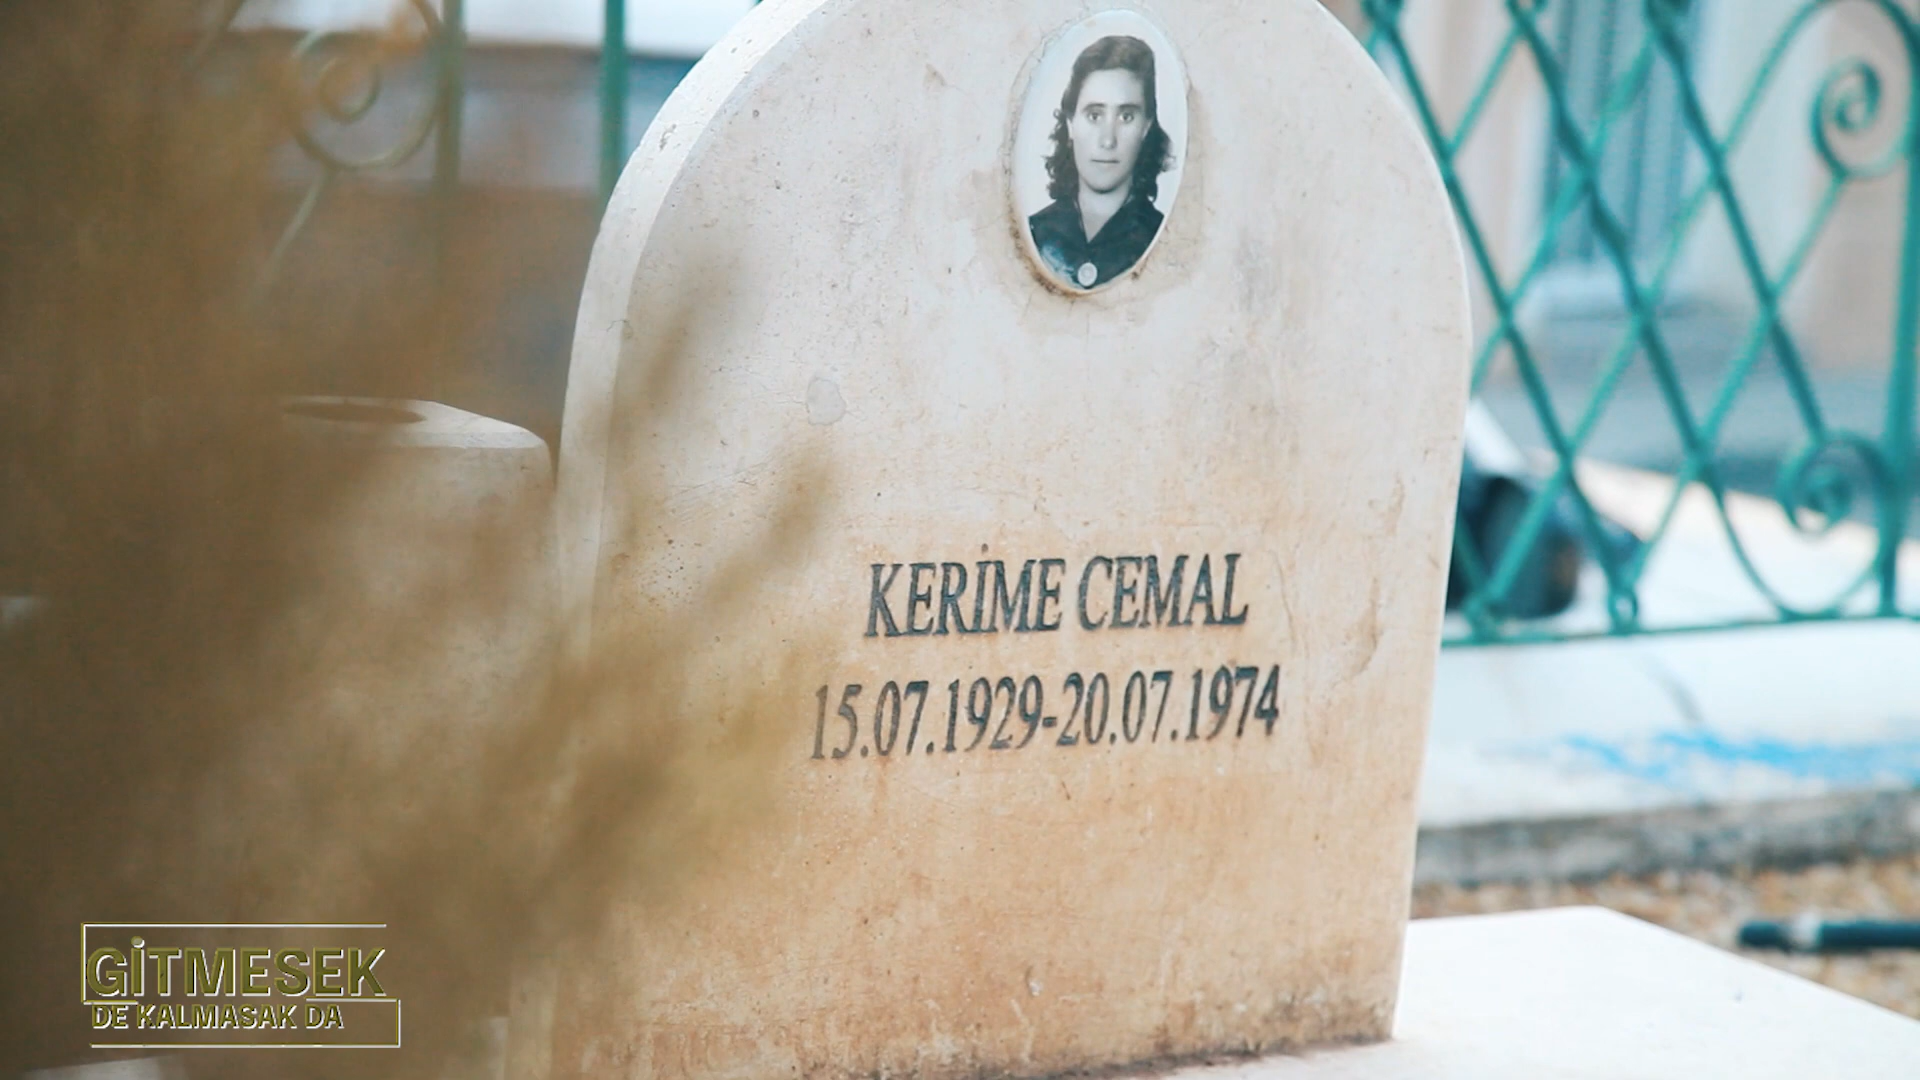 KERİME CEMAL
15.07.1929-20.07.1974
GİTMESEK
DE KALMASAK DA